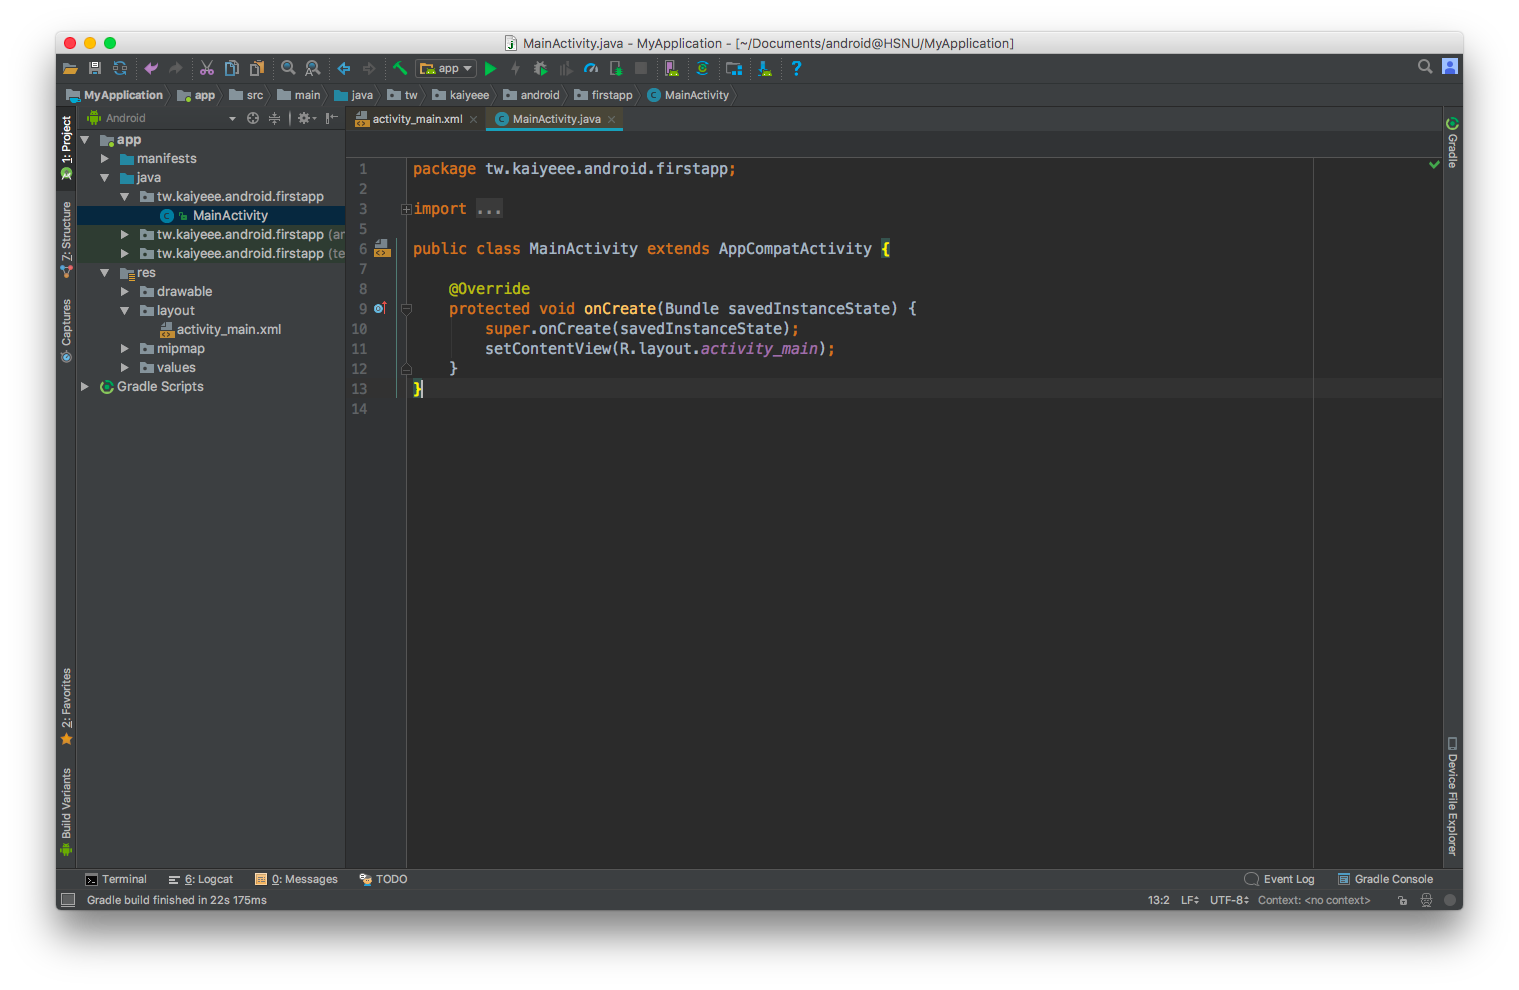 MainActivity.java - MyApplication - [~/Documents/android@HSNU/MyApplication]
app
MyApplication app src main java tw kaiyeee android firstapp MainActivity
1: Project
Z: Structure
Captures
2: Favorites
Build Variants
Android
app
manifests
java
tw.kaiyeee.android.firstapp
MainActivity
tw.kaiyeee.android.firstapp (ar
tw.kaiyeee.android.firstapp (te
res
drawable
layout
activity_main.xml
mipmap
values
Gradle Scripts
activity_main.xml MainActivity.java
1 package tw.kaiyeee.android.firstapp;
2
3 import ...
5
6 public class MainActivity extends AppCompatActivity {
7
8 @Override
9 protected void onCreate(Bundle savedInstanceState) {
10 super.onCreate(savedInstanceState);
11 setContentView(R.layout.activity_main);
12 }
13 }
14
Gradle
Device File Explorer
Terminal 6: Logcat 0: Messages TODO Event Log Gradle Console
Gradle build finished in 22s 175ms 13:2 LF UTF-8 Context: <no context>